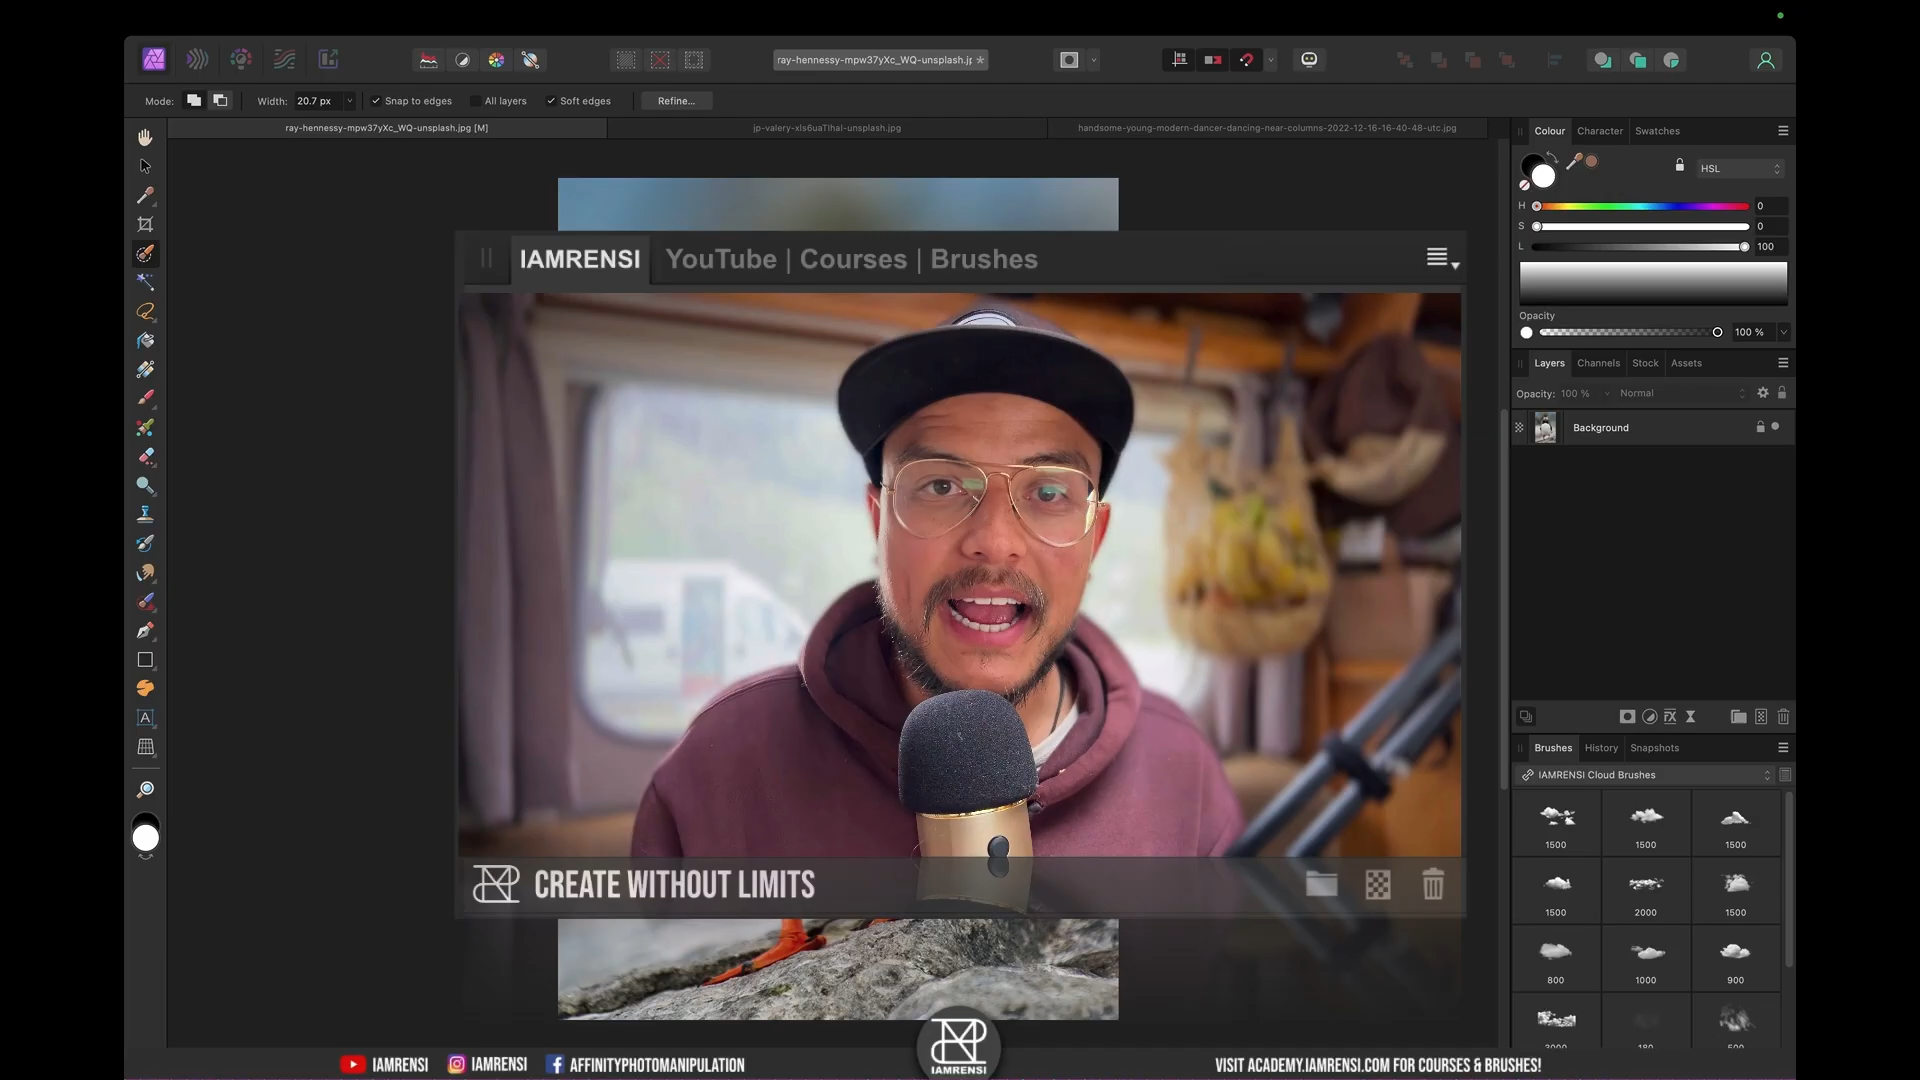 ray-hennessy-mpw37yXc_WQ-unsplash.jp *
Mode:
Width: 20.7 px
Snap to edges
All layers
Soft edges
Refine...
ray-hennessy-mpw37yXc_WQ-unsplash.jpg [M]
jp-valery-xIs6uaTlhaI-unsplash.jpg
handsome-young-modern-dancer-dancing-near-columns-2022-12-16-16-40-48-utc.jpg
Colour Character Swatches
HSL
H 0
S 0
L 100
Opacity
100 %
Layers Channels Stock Assets
Opacity: 100 % Normal
Background
Brushes History Snapshots
IAMRENSI Cloud Brushes
1500 1500 1500
1500 2000 1500
800 1000 900
3000 180 500
IAMRENSI YouTube | Courses | Brushes
CREATE WITHOUT LIMITS
A
IAMRENSI
IAMRENSI
AFFINITYPHOTOMANIPULATION
IAMRENSI
VISIT ACADEMY.IAMRENSI.COM FOR COURSES & BRUSHES!